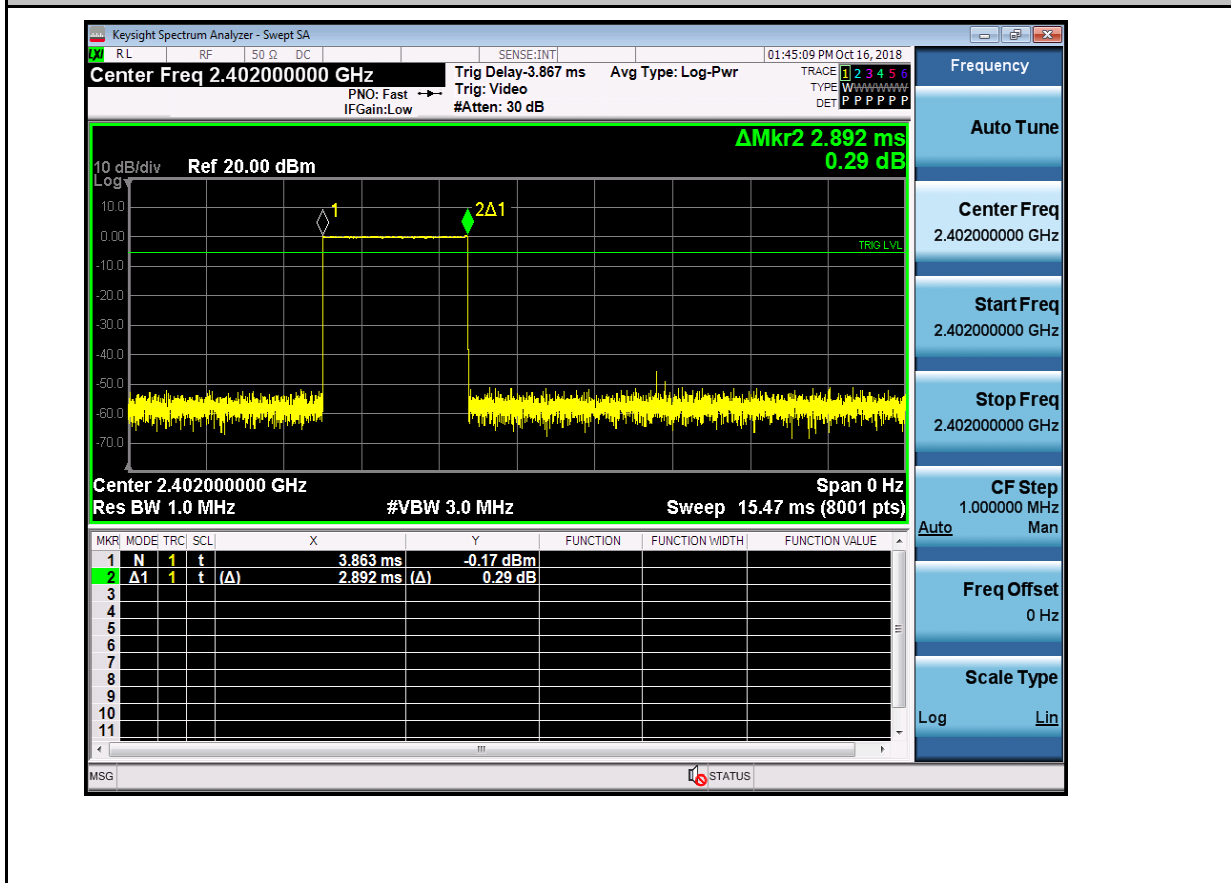 Keysight Spectrum Analyzer - Swept SA
LXI RL RF 50 Ω DC SENSE:INT 01:45:09 PM Oct 16, 2018
Center Freq 2.402000000 GHz
PNO: Fast
IFGain:Low
Trig Delay-3.867 ms
Trig: Video
#Atten: 30 dB
Avg Type: Log-Pwr
TRACE 1 2 3 4 5 6
TYPE W W W W W W
DET P P P P P P
ΔMkr2 2.892 ms
0.29 dB
10 dB/div Ref 20.00 dBm
Log
10.0
0.00
-10.0
-20.0
-30.0
-40.0
-50.0
-60.0
-70.0
1
2Δ1
TRIG LVL
Center 2.402000000 GHz Span 0 Hz
Res BW 1.0 MHz #VBW 3.0 MHz Sweep 15.47 ms (8001 pts)
MKR MODE TRC SCL X Y FUNCTION FUNCTION WIDTH FUNCTION VALUE
1 N 1 t 3.863 ms -0.17 dBm
2 Δ1 1 t (Δ) 2.892 ms (Δ) 0.29 dB
3
4
5
6
7
8
9
10
11
MSG STATUS
Frequency
Auto Tune
Center Freq
2.402000000 GHz
Start Freq
2.402000000 GHz
Stop Freq
2.402000000 GHz
CF Step
1.000000 MHz
Auto Man
Freq Offset
0 Hz
Scale Type
Log Lin